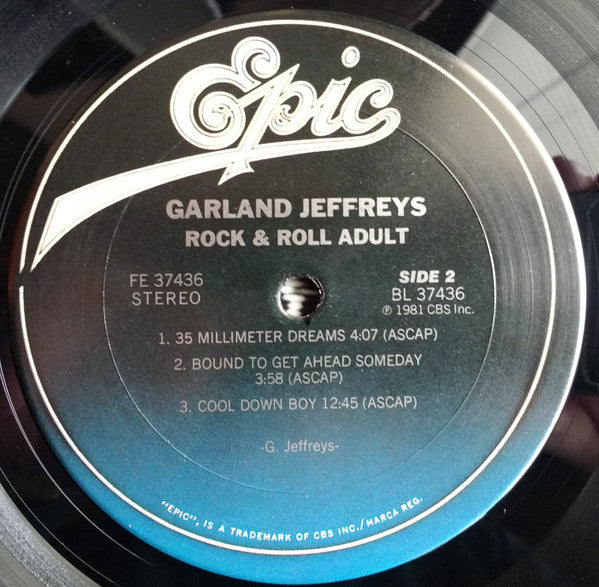 Epic
GARLAND JEFFREYS
ROCK & ROLL ADULT
FE 37436
STEREO
SIDE 2
BL 37436
℗ 1981 CBS Inc.
1. 35 MILLIMETER DREAMS 4:07 (ASCAP)
2. BOUND TO GET AHEAD SOMEDAY
3:58 (ASCAP)
3. COOL DOWN BOY 12:45 (ASCAP)
-G. Jeffreys-
"EPIC", IS A TRADEMARK OF CBS INC./MARCA REG.